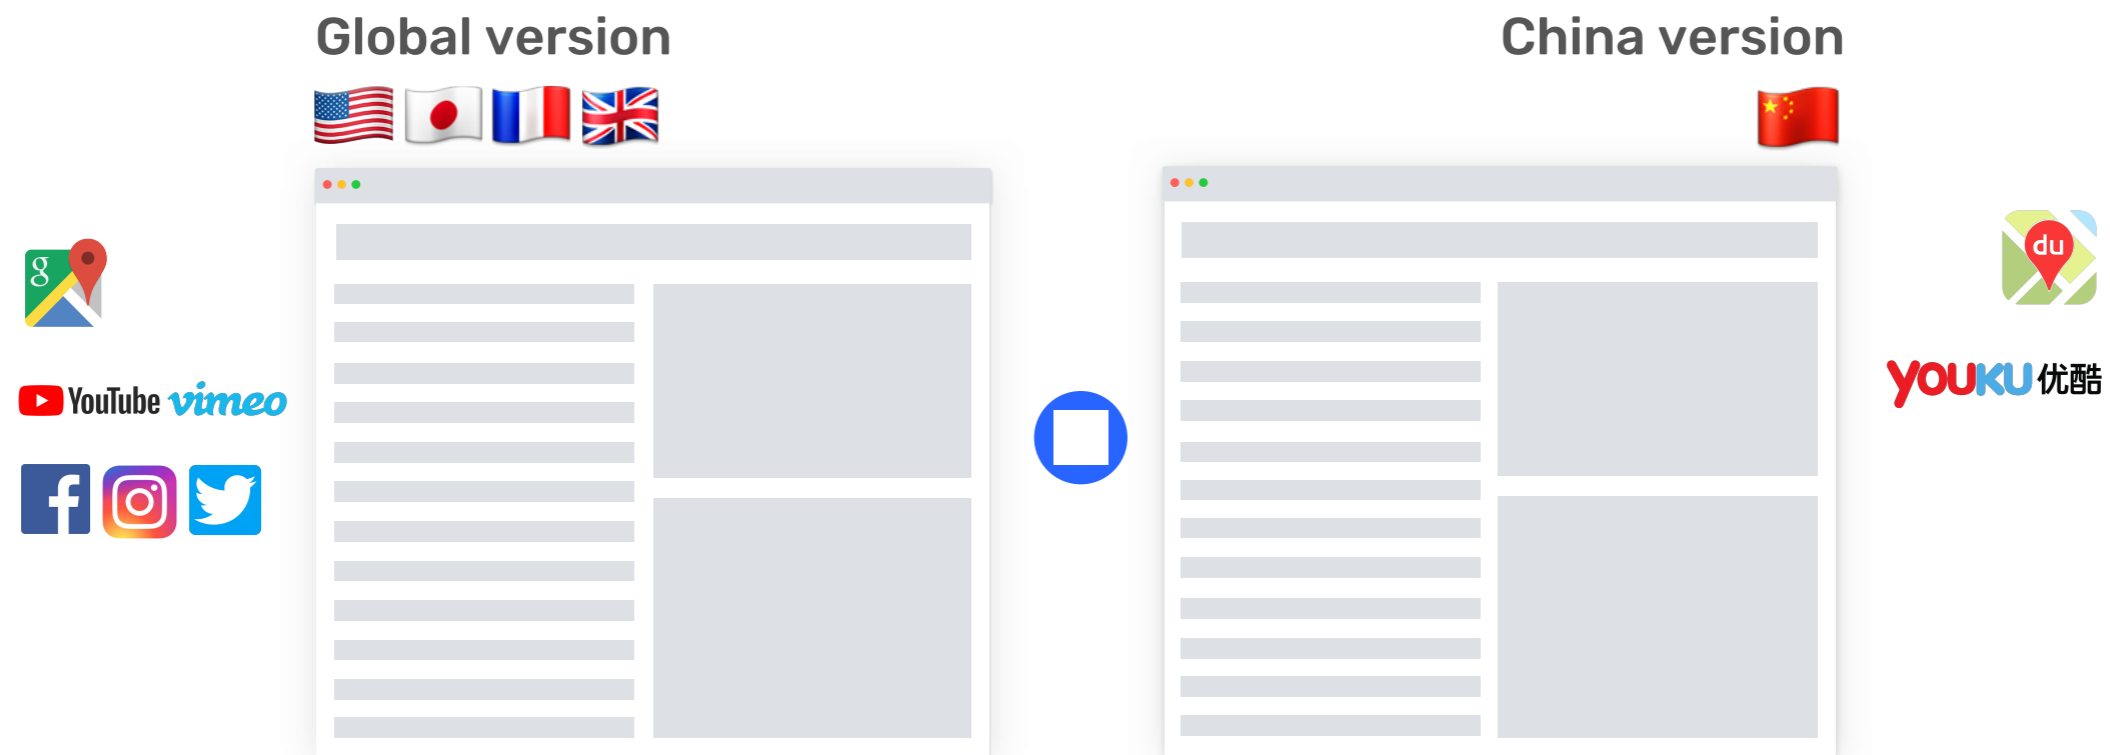 Global version
China version
g
du
YouTube vimeo
YOUKU 优酷
f